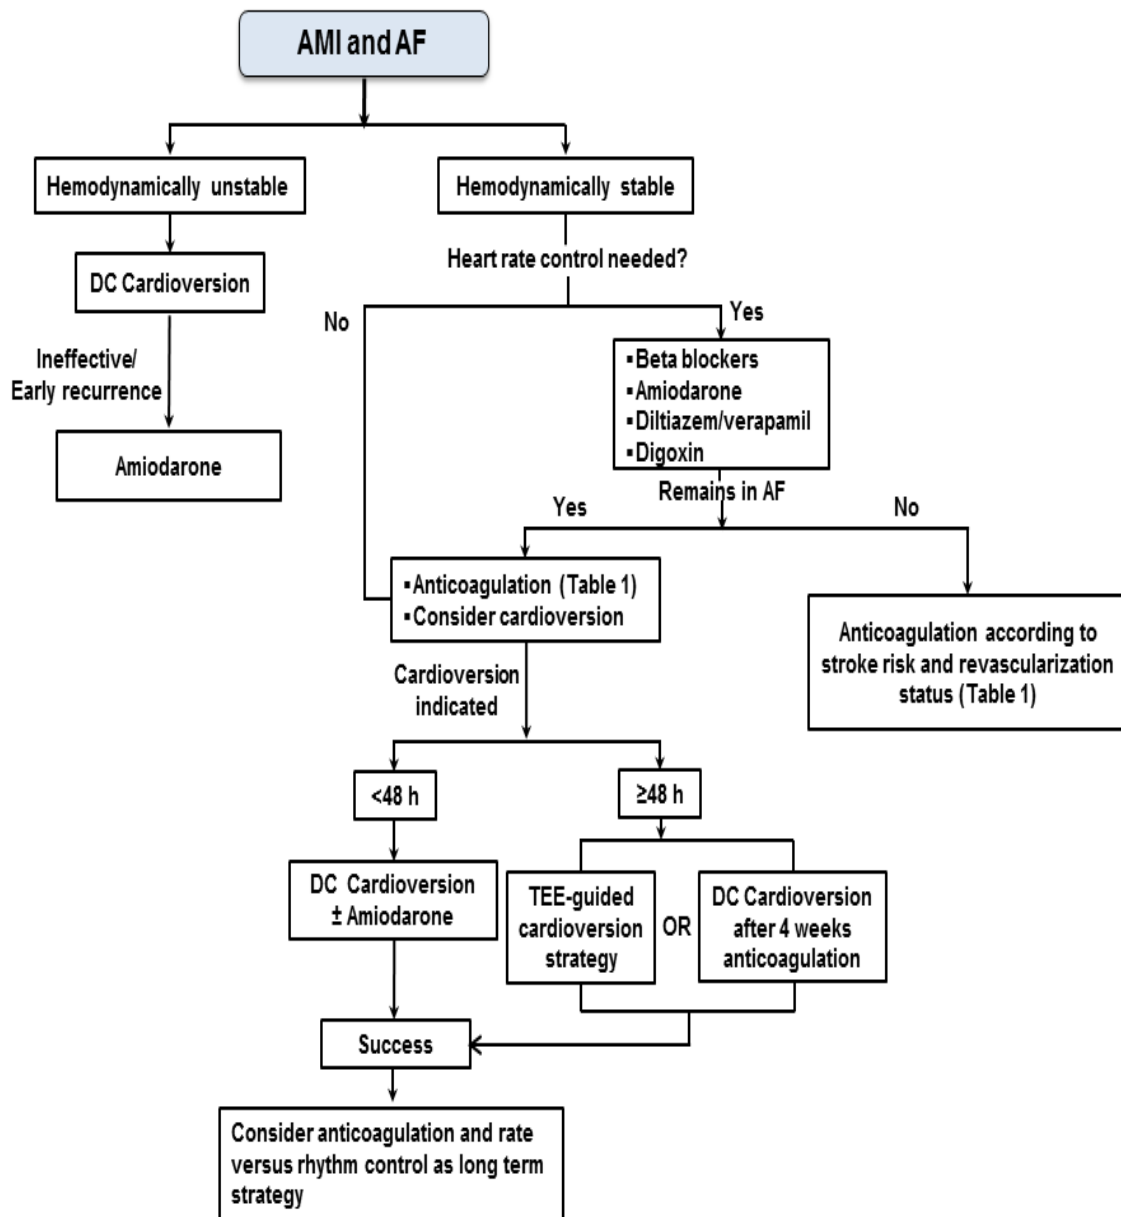 AMI and AF
Hemodynamically unstable
Hemodynamically stable
Heart rate control needed?
DC Cardioversion
No
Yes
Ineffective/
Early recurrence
▪Beta blockers
▪Amiodarone
▪Diltiazem/verapamil
▪Digoxin
Amiodarone
Remains in AF
Yes
No
▪Anticoagulation (Table 1)
▪Consider cardioversion
Anticoagulation according to
stroke risk and revascularization
status (Table 1)
Cardioversion
indicated
<48 h
≥48 h
DC Cardioversion
± Amiodarone
TEE-guided
cardioversion
strategy
OR
DC Cardioversion
after 4 weeks
anticoagulation
Success
Consider anticoagulation and rate
versus rhythm control as long term
strategy